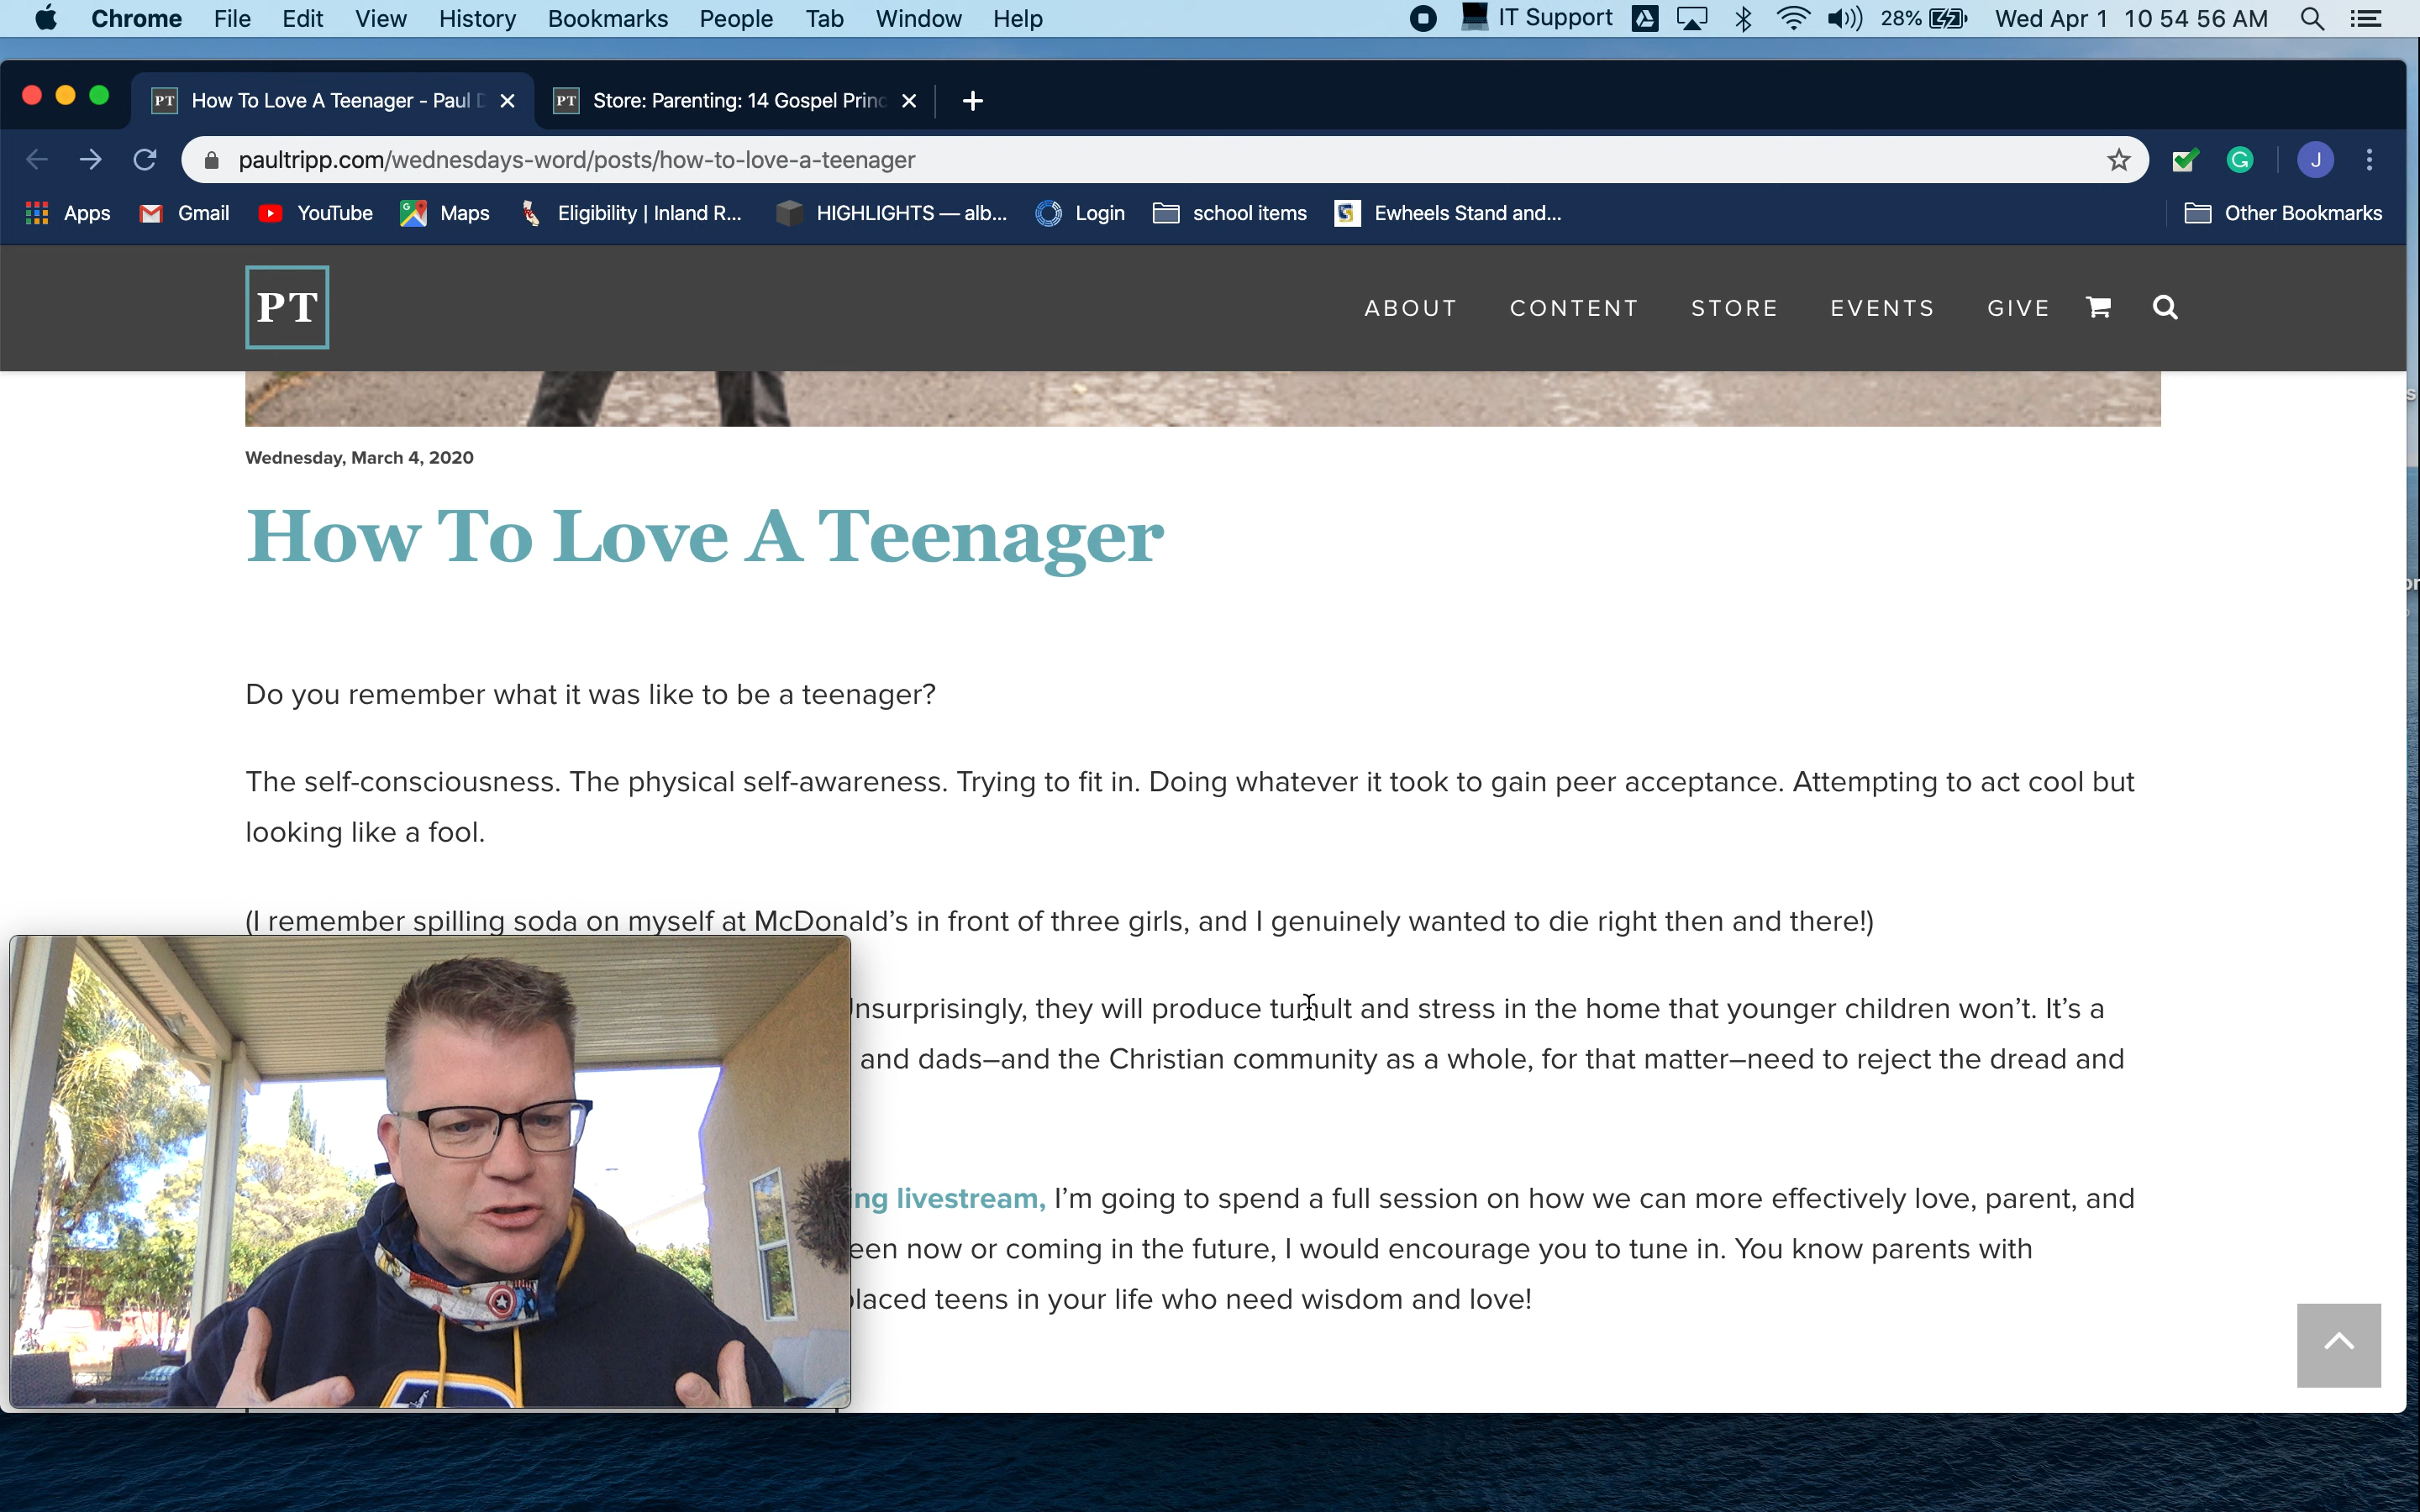 Chrome File Edit View History Bookmarks People Tab Window Help IT Support 28% Wed Apr 1 10 54 56 AM
PT How To Love A Teenager - Paul PT Store: Parenting: 14 Gospel Princ
paultripp.com/wednesdays-word/posts/how-to-love-a-teenager J
Apps Gmail YouTube Maps Eligibility | Inland R... HIGHLIGHTS — alb... Login school items Ewheels Stand and... Other Bookmarks
PT ABOUT CONTENT STORE EVENTS GIVE
Wednesday, March 4, 2020
How To Love A Teenager
Do you remember what it was like to be a teenager?
The self-consciousness. The physical self-awareness. Trying to fit in. Doing whatever it took to gain peer acceptance. Attempting to act cool but
looking like a fool.
(I remember spilling soda on myself at McDonald’s in front of three girls, and I genuinely wanted to die right then and there!)
nsurprisingly, they will produce tumult and stress in the home that younger children won’t. It’s a
and dads–and the Christian community as a whole, for that matter–need to reject the dread and
ng livestream, I’m going to spend a full session on how we can more effectively love, parent, and
een now or coming in the future, I would encourage you to tune in. You know parents with
laced teens in your life who need wisdom and love!